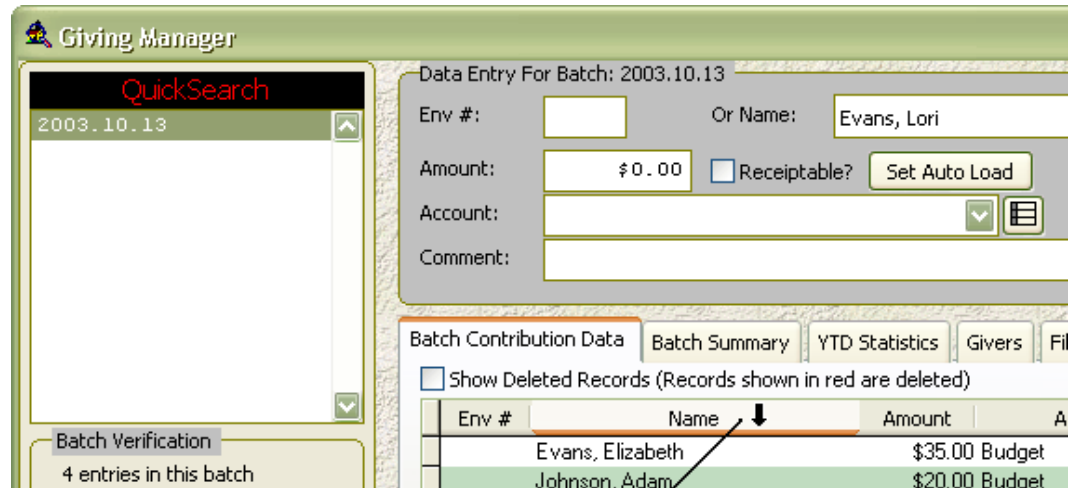 Giving Manager
QuickSearch
2003.10.13
Batch Verification
4 entries in this batch
Data Entry For Batch: 2003.10.13
Env #: Or Name: Evans, Lori
Amount: $0.00 Receiptable? Set Auto Load
Account:
Comment:
Batch Contribution Data Batch Summary YTD Statistics Givers Fil
Show Deleted Records (Records shown in red are deleted)
Env # Name Amount A
Evans, Elizabeth $35.00 Budget
Johnson, Adam $20.00 Budget